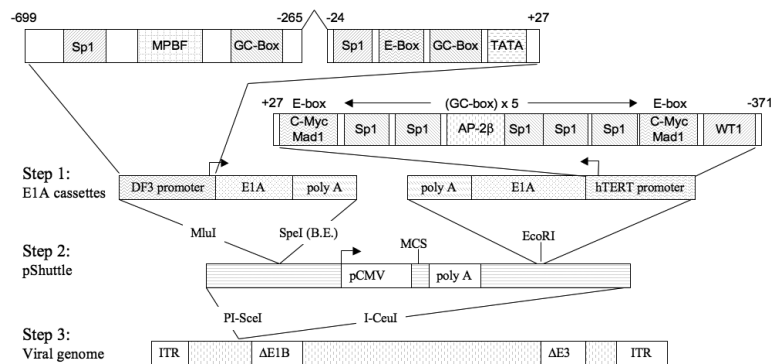 -699 -265 -24 +27
Sp1 MPBF GC-Box Sp1 E-Box GC-Box TATA
+27 E-box (GC-box) x 5 E-box -371
C-Myc Mad1 Sp1 Sp1 AP-2β Sp1 Sp1 Sp1 C-Myc Mad1 WT1
Step 1:
E1A cassettes
DF3 promoter E1A poly A poly A E1A hTERT promoter
MluI SpeI (B.E.) MCS EcoRI
Step 2:
pShuttle
pCMV poly A
PI-SceI I-CeuI
Step 3:
Viral genome
ITR ΔE1B ΔE3 ITR